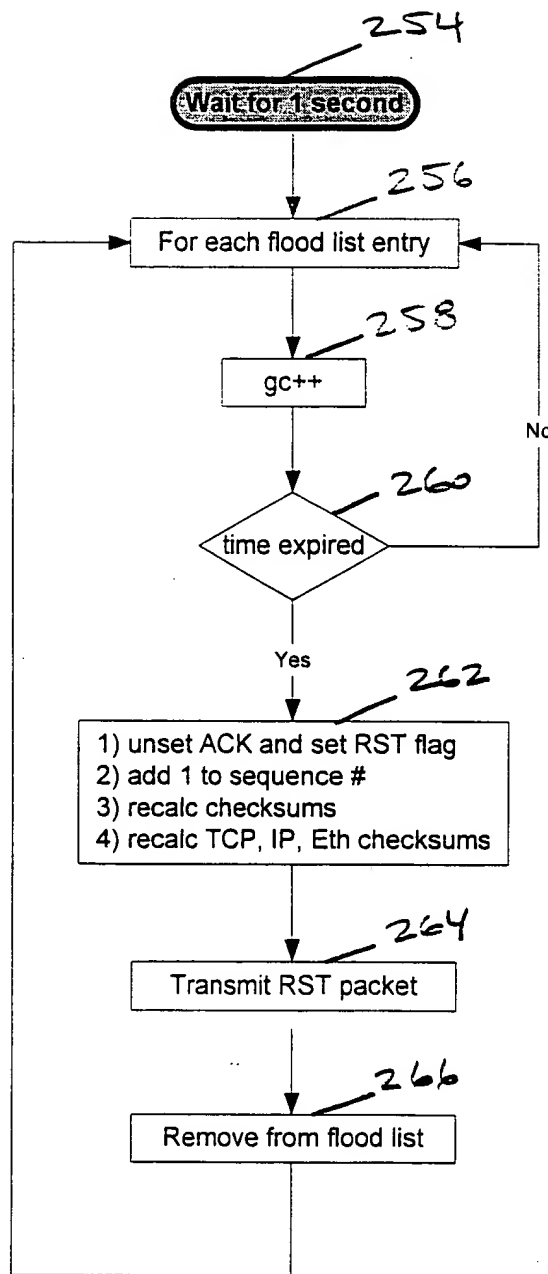 254
Wait for 1 second
256
For each flood list entry
258
gc++
No
260
time expired
Yes
262
1) unset ACK and set RST flag
2) add 1 to sequence #
3) recalc checksums
4) recalc TCP, IP, Eth checksums
264
Transmit RST packet
266
Remove from flood list